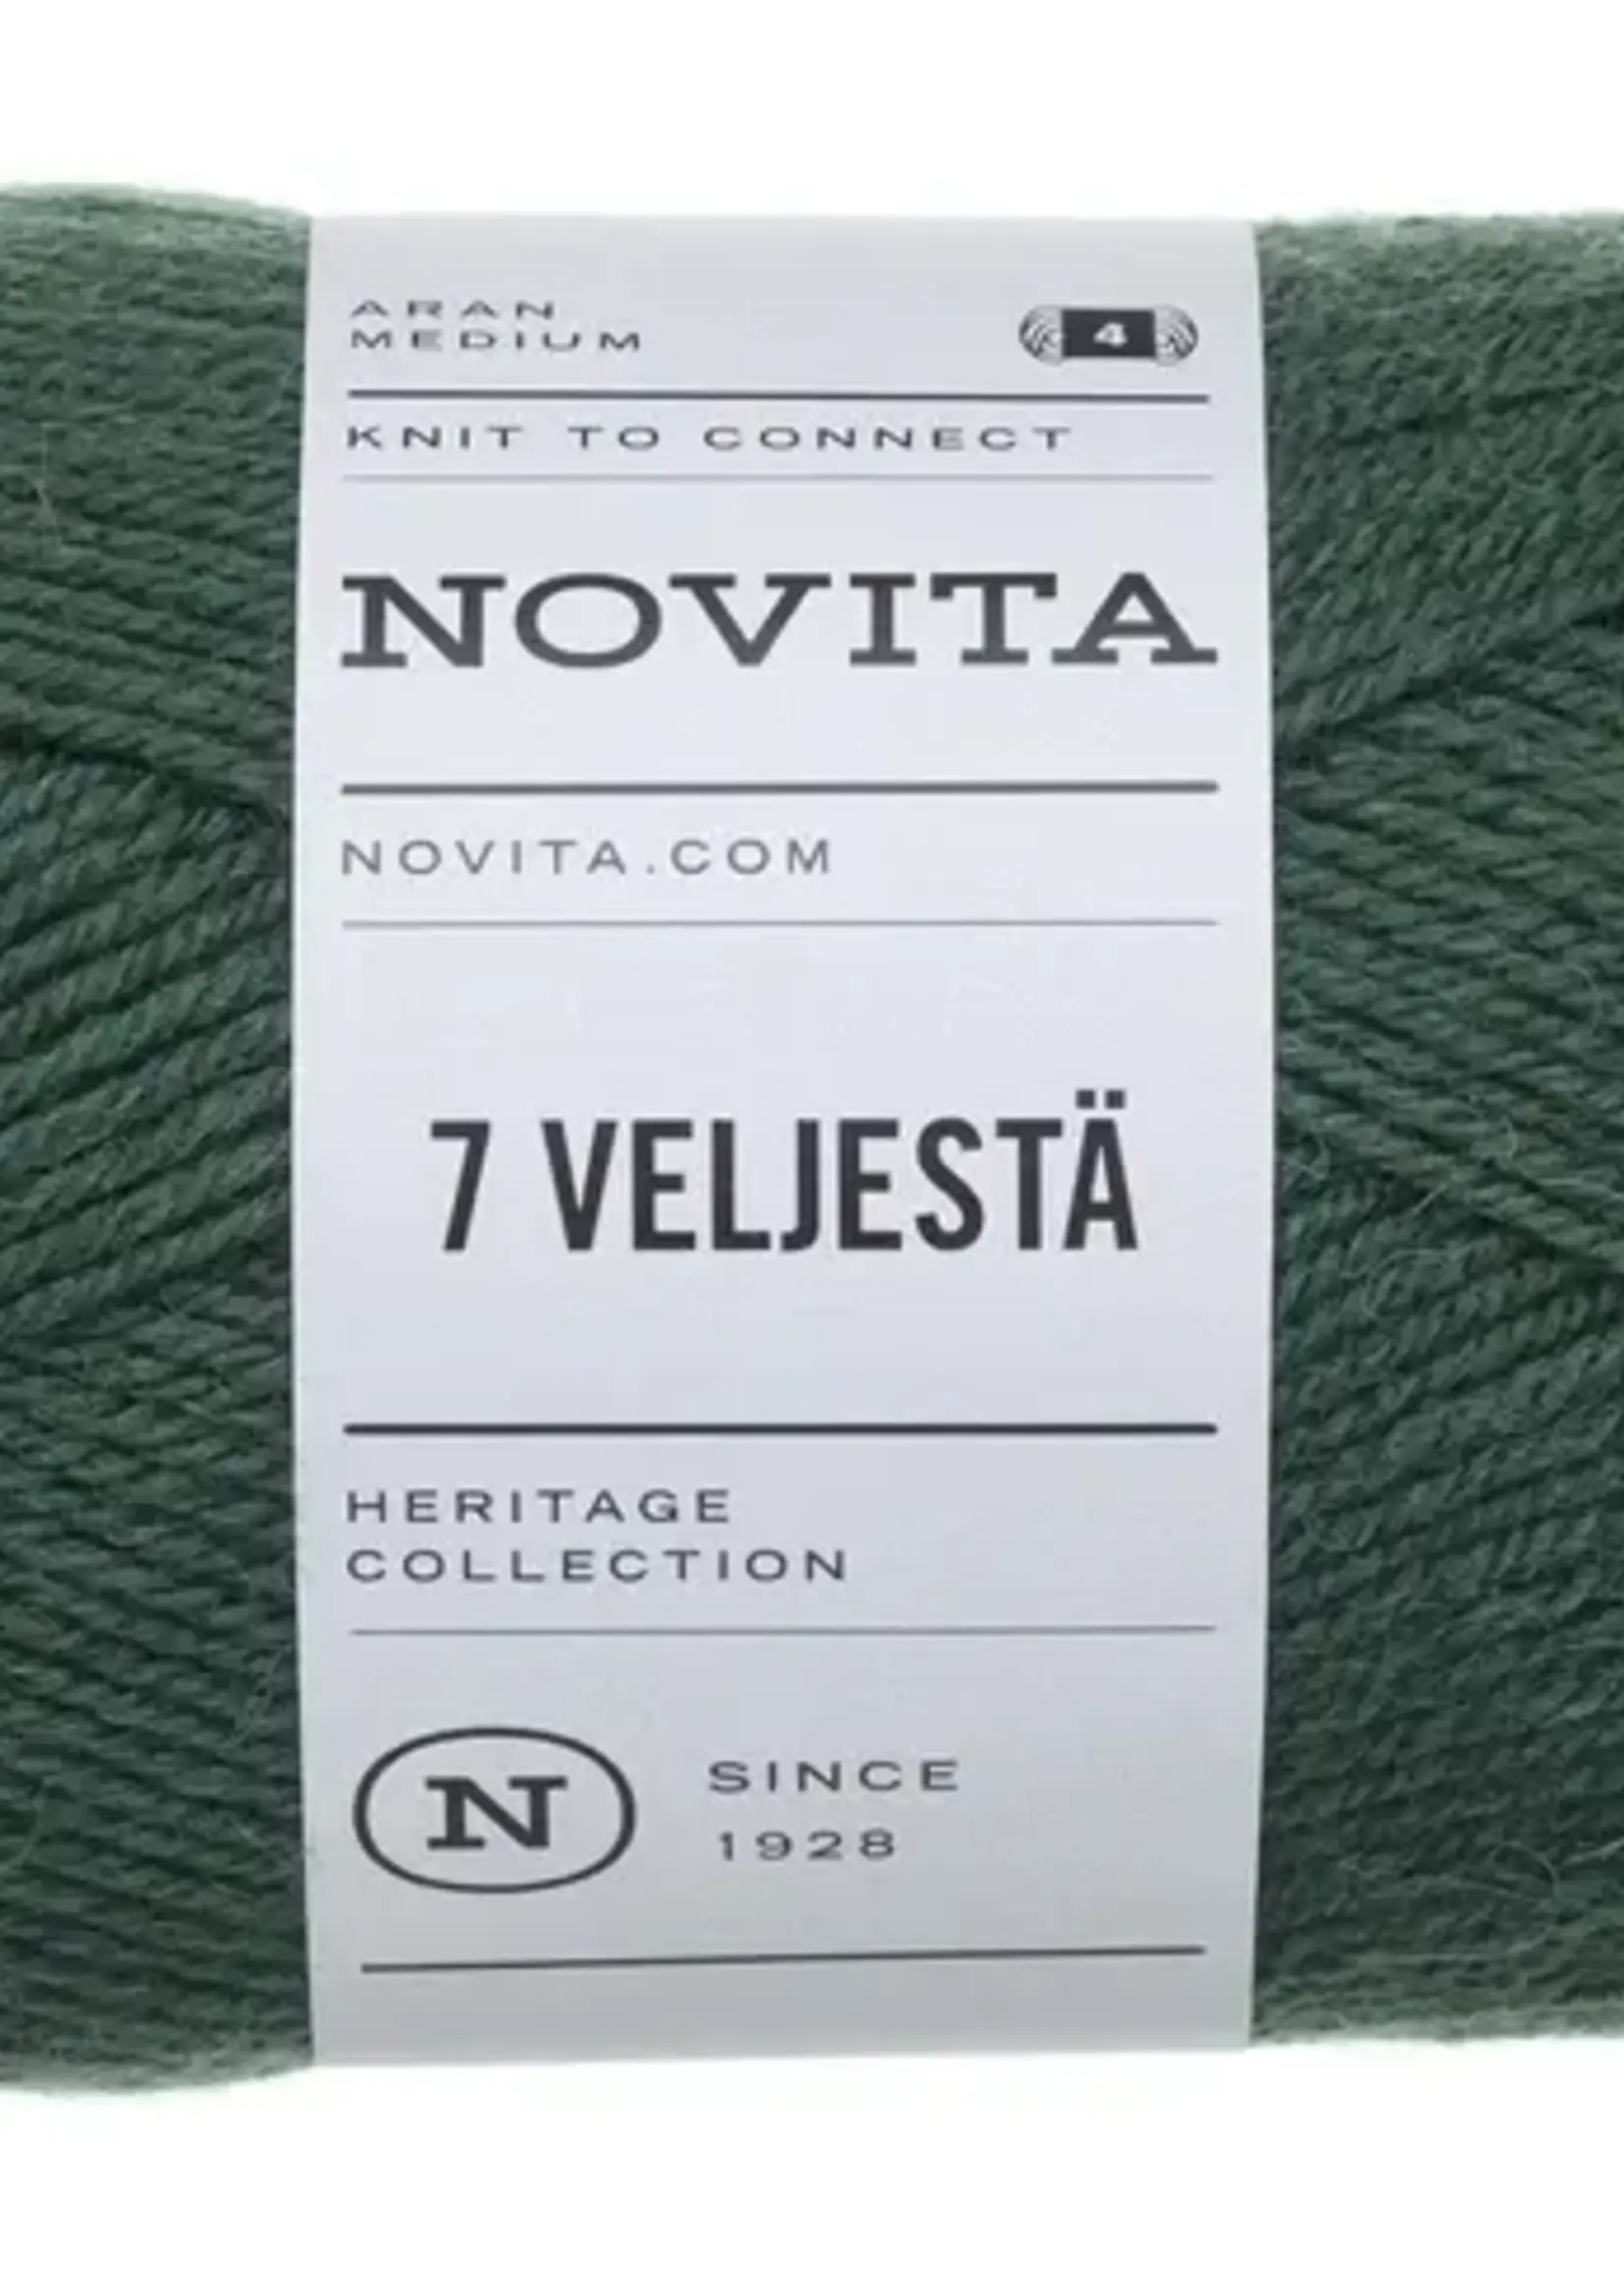 ARAN
MEDIUM
4
KNIT TO CONNECT
NOVITA
NOVITA.COM
7 VELJESTÄ
HERITAGE
COLLECTION
N
SINCE
1928